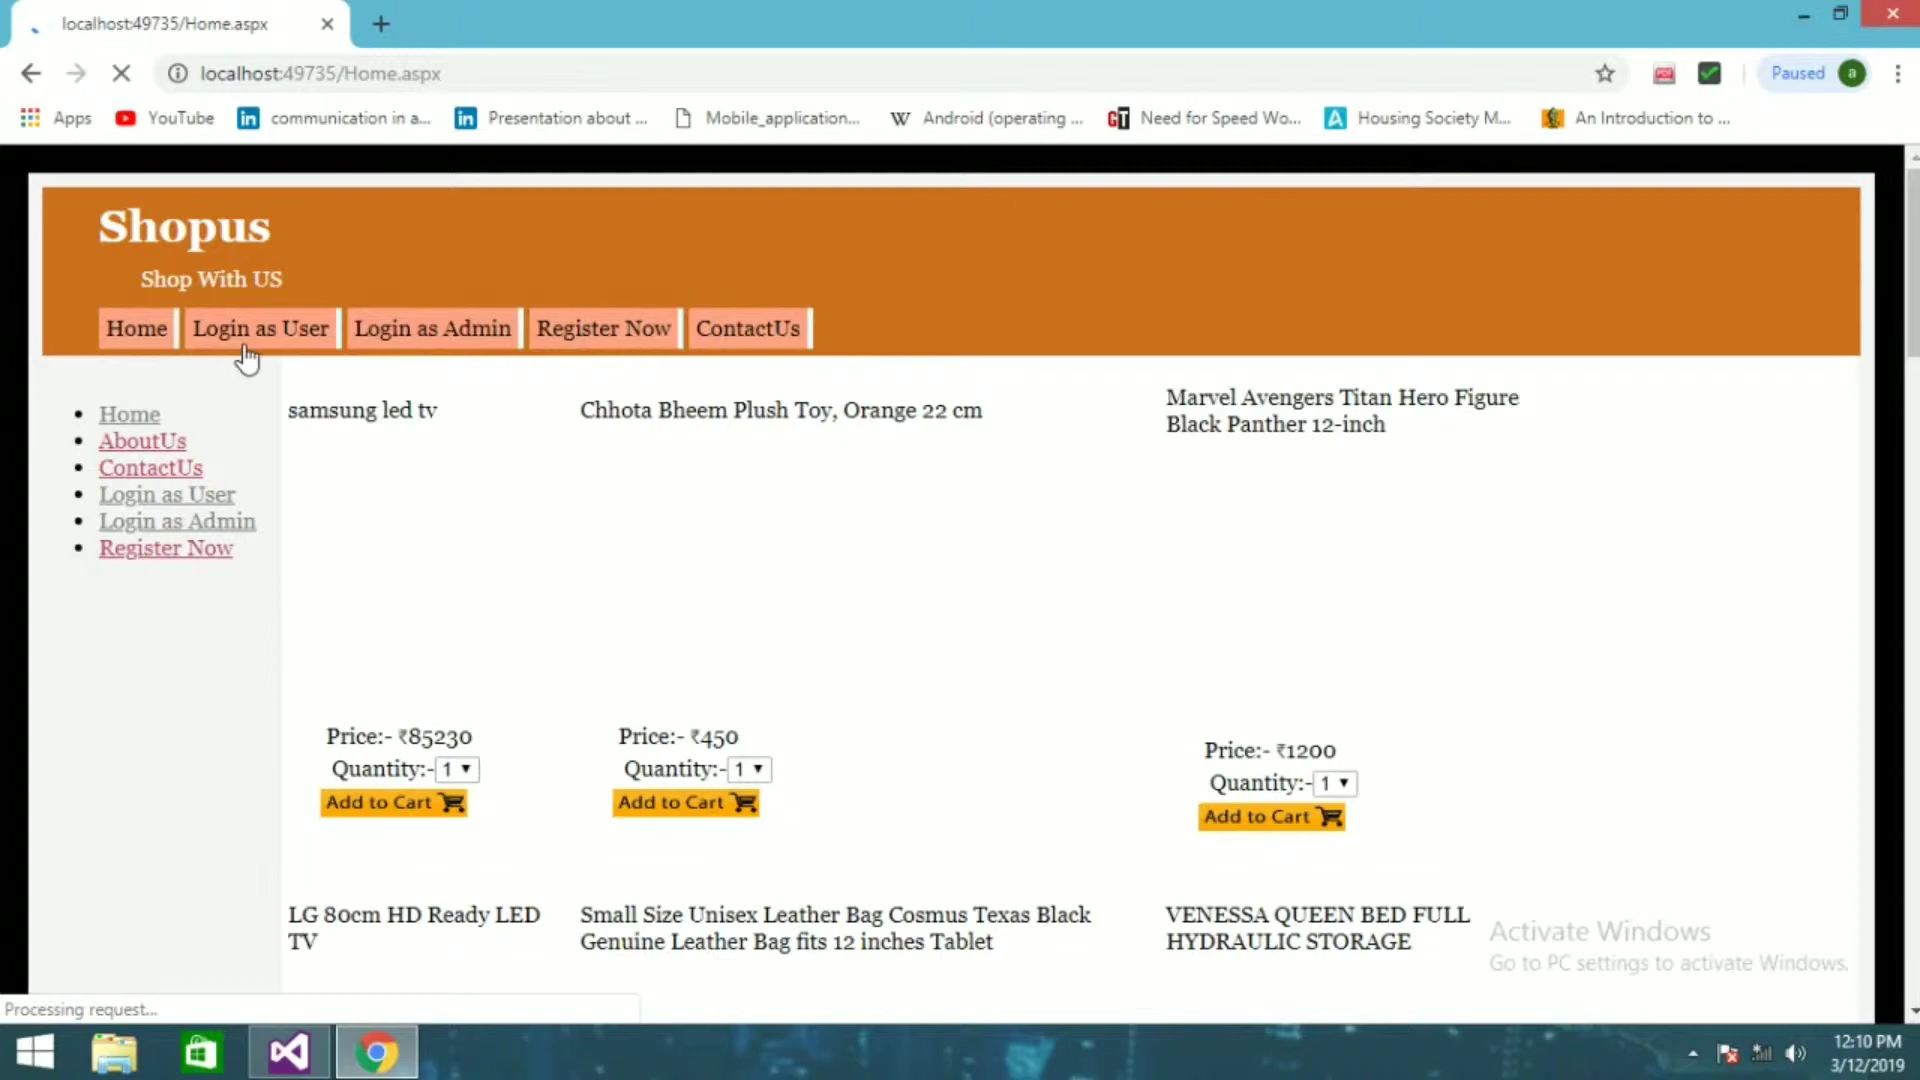 localhost:49735/Home.aspx
localhost:49735/Home.aspx
Paused a
Apps YouTube communication in a... Presentation about ... Mobile_application... Android (operating ... Need for Speed Wo... Housing Society M... An Introduction to ...
Shopus
Shop With US
Home Login as User Login as Admin Register Now ContactUs
Home
AboutUs
ContactUs
Login as User
Login as Admin
Register Now
samsung led tv
Chhota Bheem Plush Toy, Orange 22 cm
Marvel Avengers Titan Hero Figure
Black Panther 12-inch
Price:- ₹85230
Quantity:- 1
Add to Cart
Price:- ₹450
Quantity:- 1
Add to Cart
Price:- ₹1200
Quantity:- 1
Add to Cart
LG 80cm HD Ready LED
TV
Small Size Unisex Leather Bag Cosmus Texas Black
Genuine Leather Bag fits 12 inches Tablet
VENESSA QUEEN BED FULL
HYDRAULIC STORAGE
Activate Windows
Go to PC settings to activate Windows.
Processing request...
12:10 PM
3/12/2019